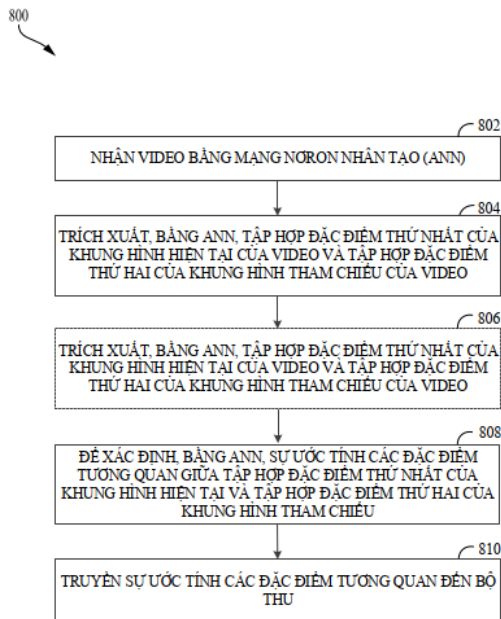 800
802
NHẬN VIDEO BẰNG MẠNG NƠRON NHÂN TẠO (ANN)
804
TRÍCH XUẤT, BẰNG ANN, TẬP HỢP ĐẶC ĐIỂM THỨ NHẤT CỦA
KHUNG HÌNH HIỆN TẠI CỦA VIDEO VÀ TẬP HỢP ĐẶC ĐIỂM
THỨ HAI CỦA KHUNG HÌNH THAM CHIẾU CỦA VIDEO
806
TRÍCH XUẤT, BẰNG ANN, TẬP HỢP ĐẶC ĐIỂM THỨ NHẤT CỦA
KHUNG HÌNH HIỆN TẠI CỦA VIDEO VÀ TẬP HỢP ĐẶC ĐIỂM
THỨ HAI CỦA KHUNG HÌNH THAM CHIẾU CỦA VIDEO
808
ĐỂ XÁC ĐỊNH, BẰNG ANN, SỰ ƯỚC TÍNH CÁC ĐẶC ĐIỂM
TƯƠNG QUAN GIỮA TẬP HỢP ĐẶC ĐIỂM THỨ NHẤT CỦA
KHUNG HÌNH HIỆN TẠI VÀ TẬP HỢP ĐẶC ĐIỂM THỨ HAI CỦA
KHUNG HÌNH THAM CHIẾU
810
TRUYỀN SỰ ƯỚC TÍNH CÁC ĐẶC ĐIỂM TƯƠNG QUAN ĐẾN BỘ
THU